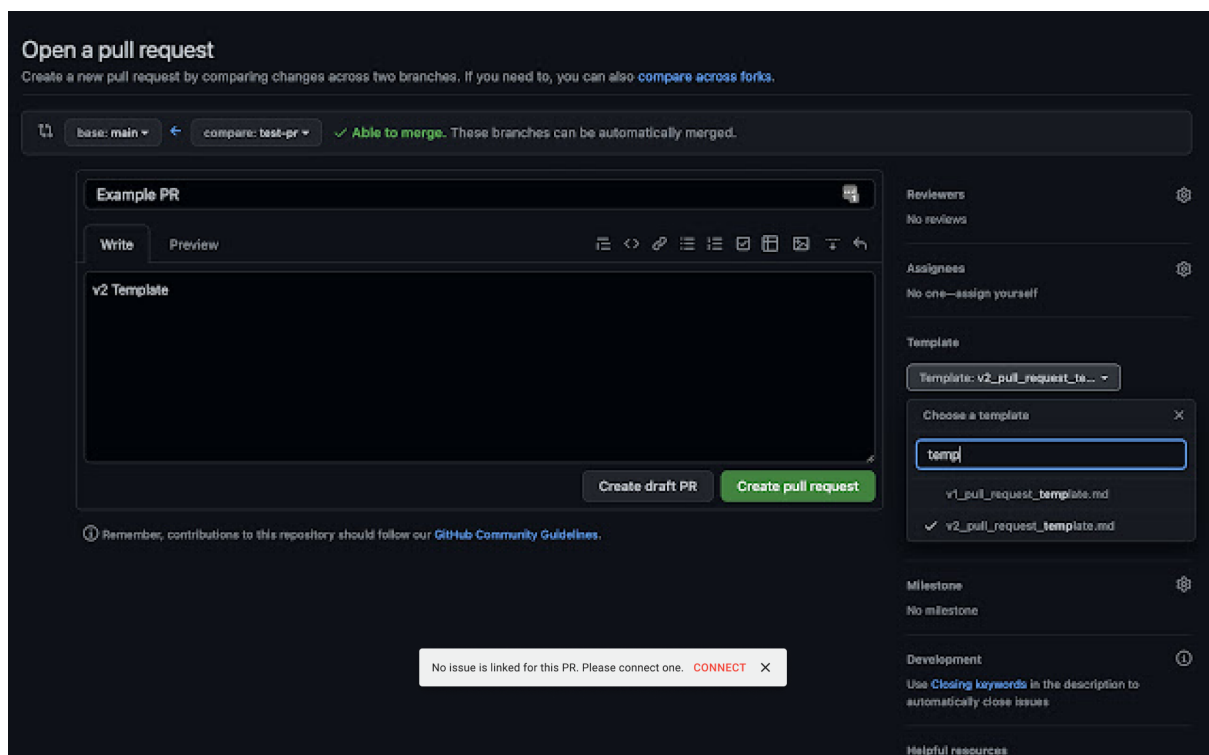 Open a pull request
Create a new pull request by comparing changes across two branches. If you need to, you can also compare across forks.
base: main
compare: test-pr
Able to merge. These branches can be automatically merged.
Example PR
Write
Preview
v2 Template
Create draft PR
Create pull request
Remember, contributions to this repository should follow our GitHub Community Guidelines.
Reviewers
No reviews
Assignees
No one—assign yourself
Template
Template: v2_pull_request_te...
Choose a template
temp
v1_pull_request_template.md
v2_pull_request_template.md
Milestone
No milestone
Development
Use Closing keywords in the description to
automatically close issues
Helpful resources
No issue is linked for this PR. Please connect one. CONNECT